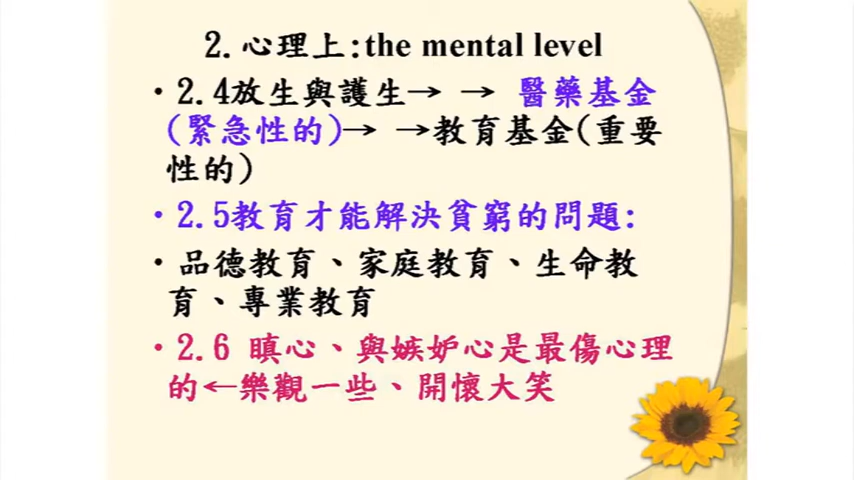 2.心理上:the mental level
•2.4放生與護生→ → 醫藥基金
(緊急性的)→ →教育基金(重要
性的)
•2.5教育才能解決貧窮的問題:
•品德教育、家庭教育、生命教
育、專業教育
•2.6 瞋心、與嫉妒心是最傷心理
的←樂觀一些、開懷大笑